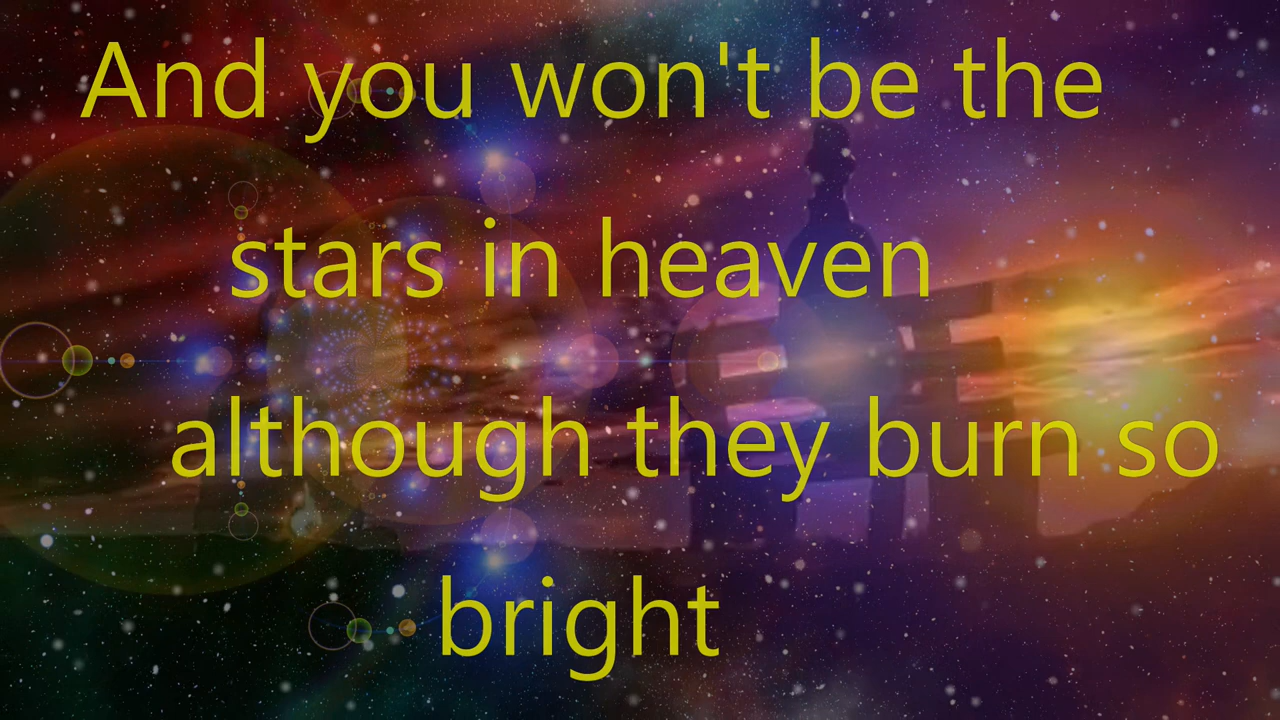 And you won't be the
stars in heaven
although they burn so
bright